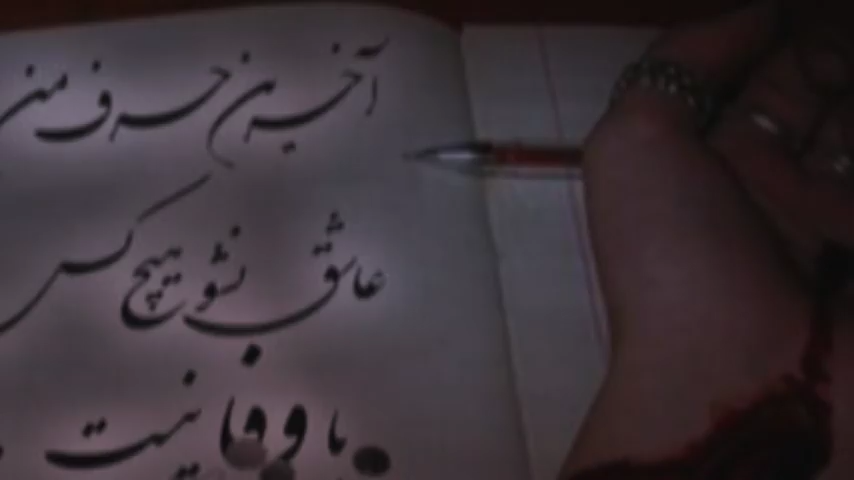 آخرین حرف من
عاشق نشو هیچ کس
با وفا نیست